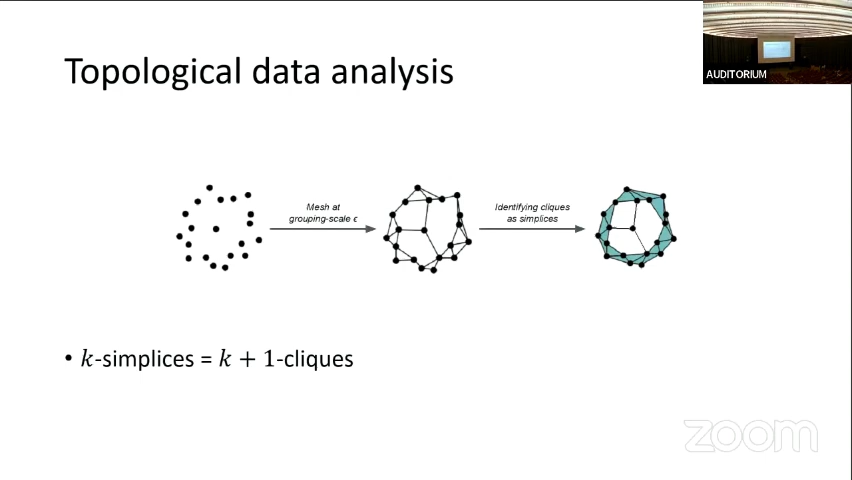 Topological data analysis
AUDITORIUM
Mesh at
grouping-scale ϵ
Identifying cliques
as simplices
• k-simplices = k + 1-cliques
zoom